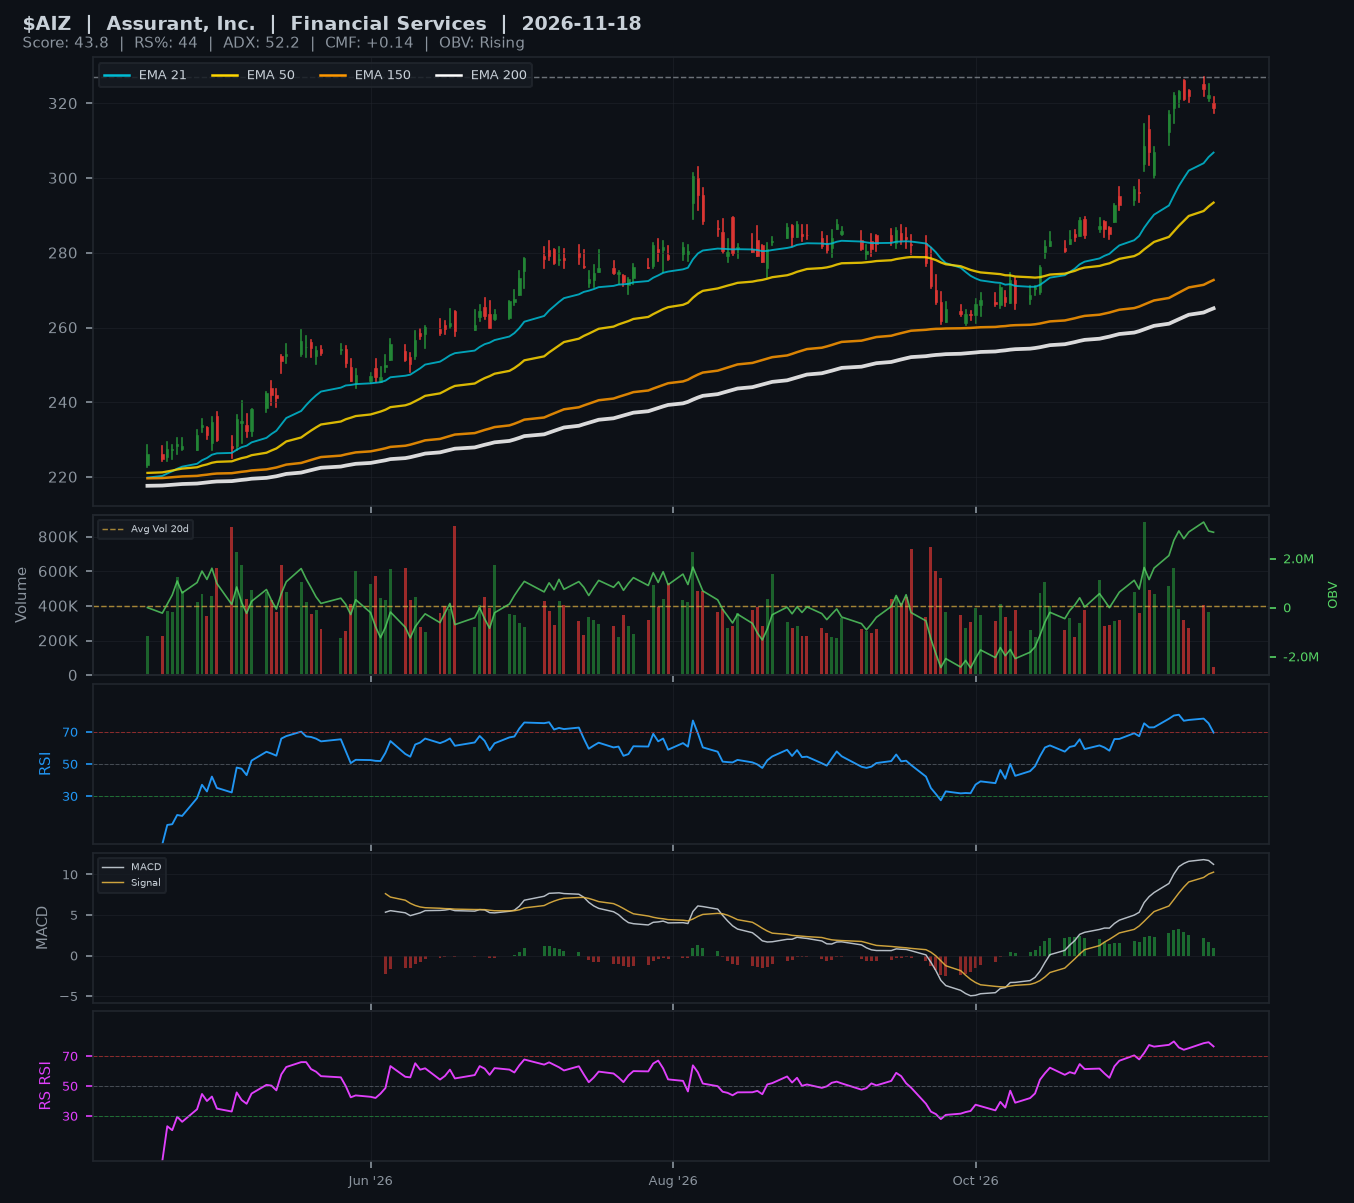 $AIZ | Assurant, Inc. | Financial Services | 2026-11-18
Score: 43.8 | RS%: 44 | ADX: 52.2 | CMF: +0.14 | OBV: Rising
EMA 21 EMA 50 EMA 150 EMA 200
320
300
280
260
240
220
Avg Vol 20d
Volume
800K
600K
400K
200K
0
2.0M
0
-2.0M
OBV
RSI
70
50
30
MACD
Signal
MACD
10
5
0
−5
RS RSI
70
50
30
Jun '26 Aug '26 Oct '26